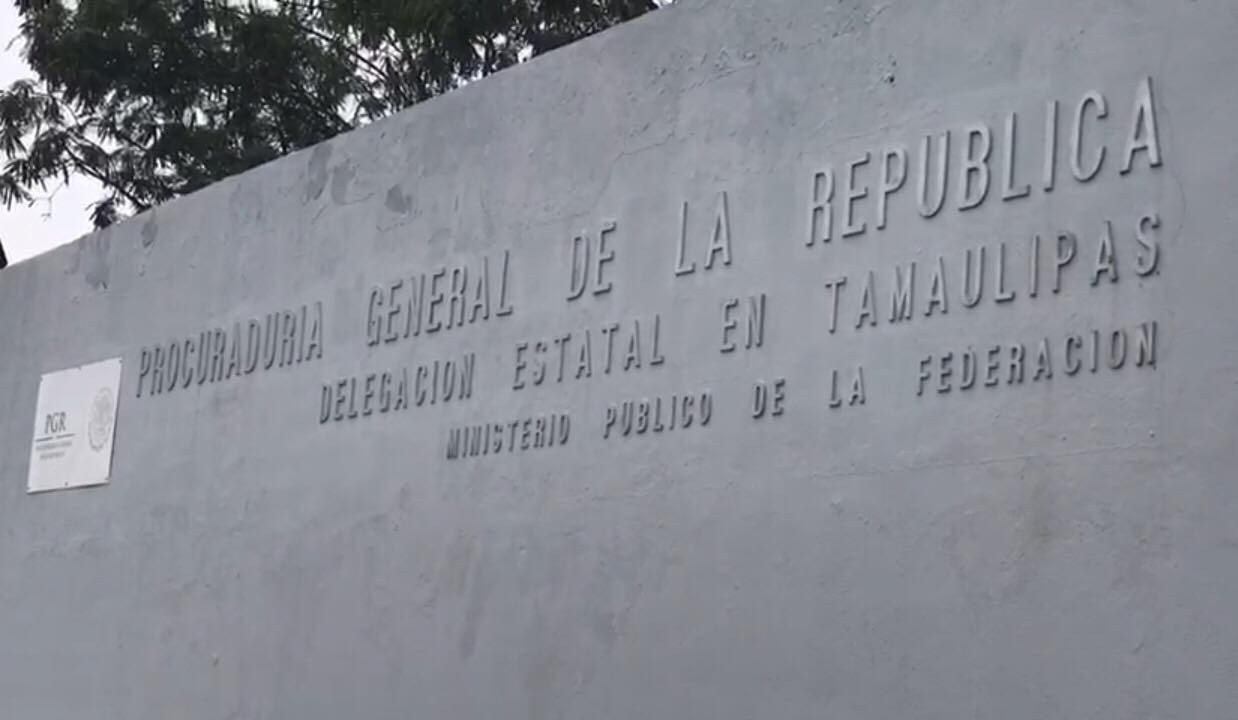 PROCURADURIA GENERAL DE LA REPUBLICA
DELEGACION ESTATAL EN TAMAULIPAS
MINISTERIO PUBLICO DE LA FEDERACION
PGR